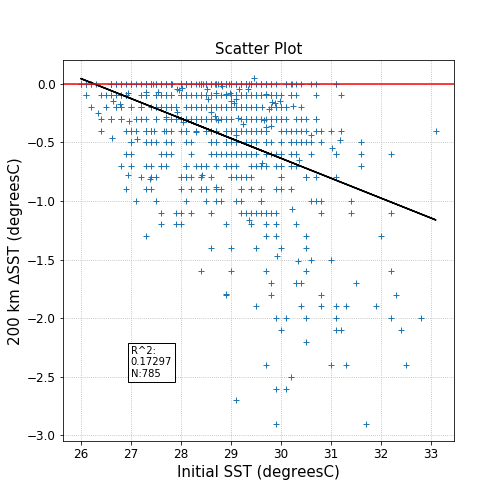 Scatter Plot
0.0
−0.5
−1.0
−1.5
−2.0
−2.5
−3.0
200 km ΔSST (degreesC)
R^2:
0.17297
N:785
26 27 28 29 30 31 32 33
Initial SST (degreesC)